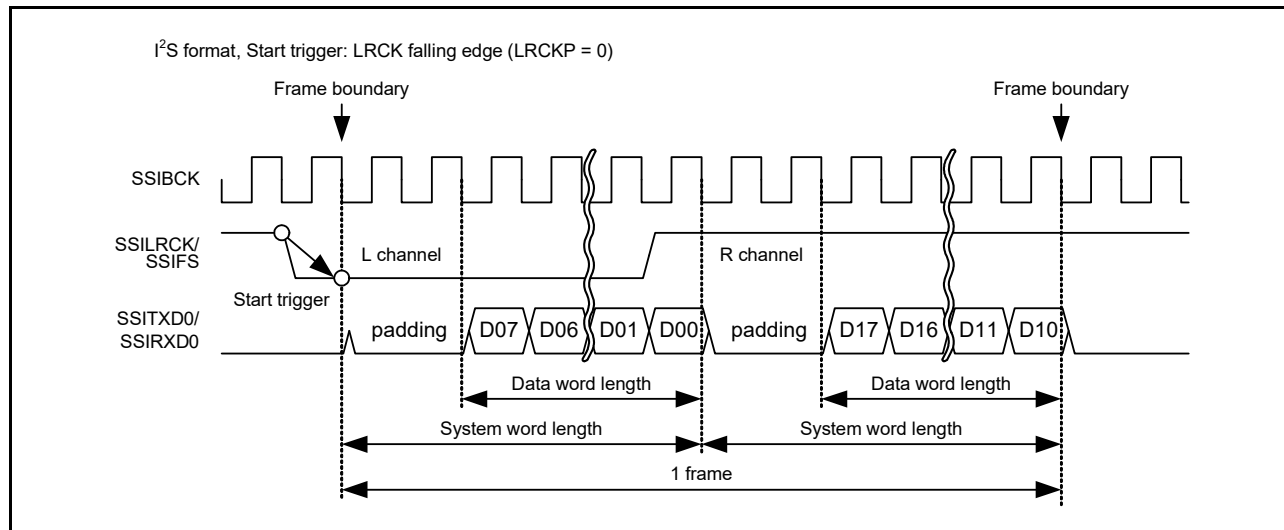 I²S format, Start trigger: LRCK falling edge (LRCKP = 0)
Frame boundary Frame boundary
SSIBCK
SSILRCK/
SSIFS
L channel R channel
Start trigger
SSITXD0/
SSIRXD0
padding D07 D06 D01 D00 padding D17 D16 D11 D10
Data word length Data word length
System word length System word length
1 frame